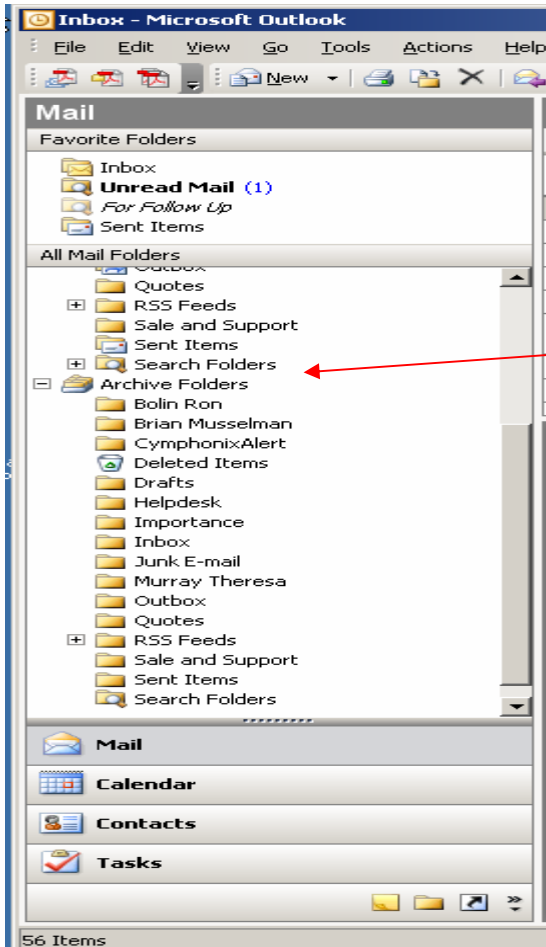 Inbox - Microsoft Outlook
File Edit View Go Tools Actions Help
New
Mail
Favorite Folders
Inbox
Unread Mail (1)
For Follow Up
Sent Items
All Mail Folders
Outbox
Quotes
RSS Feeds
Sale and Support
Sent Items
Search Folders
Archive Folders
Bolin Ron
Brian Musselman
CymphonixAlert
Deleted Items
Drafts
Helpdesk
Importance
Inbox
Junk E-mail
Murray Theresa
Outbox
Quotes
RSS Feeds
Sale and Support
Sent Items
Search Folders
Mail
Calendar
Contacts
Tasks
56 Items